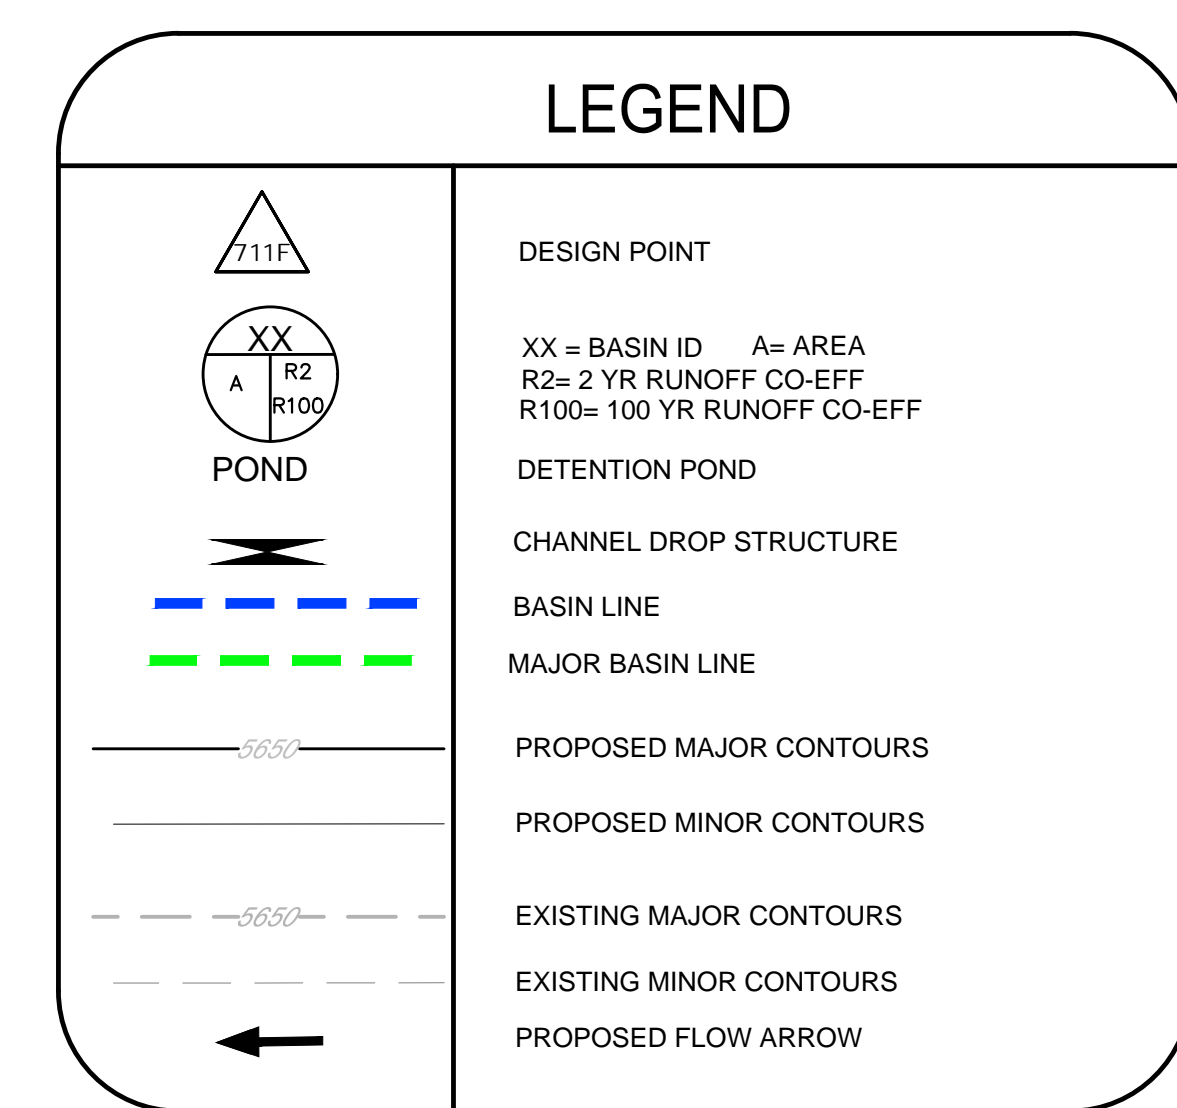 LEGEND
711F
DESIGN POINT
XX
A
R2
R100
XX = BASIN ID A= AREA
R2= 2 YR RUNOFF CO-EFF
R100= 100 YR RUNOFF CO-EFF
POND
DETENTION POND
CHANNEL DROP STRUCTURE
BASIN LINE
MAJOR BASIN LINE
5650
PROPOSED MAJOR CONTOURS
PROPOSED MINOR CONTOURS
5650
EXISTING MAJOR CONTOURS
EXISTING MINOR CONTOURS
PROPOSED FLOW ARROW